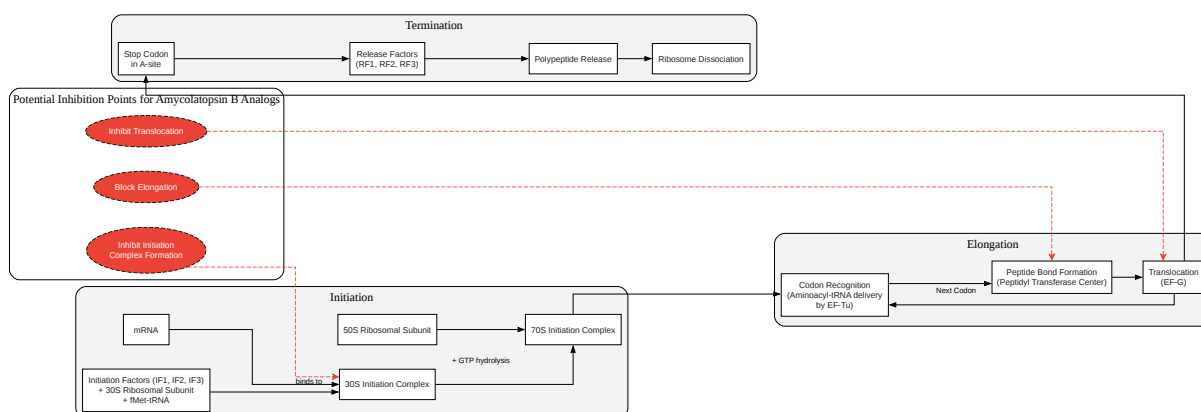 Termination
Stop Codon
in A-site
Release Factors
(RF1, RF2, RF3)
Polypeptide Release
Ribosome Dissociation
Potential Inhibition Points for Amycolatopsin B Analogs
Inhibit Translocation
Block Elongation
Inhibit Initiation
Complex Formation
Elongation
Codon Recognition
(Aminoacyl-tRNA delivery
by EF-Tu)
Next Codon
Peptide Bond Formation
(Peptidyl Transferase Center)
Translocation
(EF-G)
Initiation
mRNA
50S Ribosomal Subunit
70S Initiation Complex
+ GTP hydrolysis
Initiation Factors (IF1, IF2, IF3)
+ 30S Ribosomal Subunit
+ fMet-tRNA
binds to
30S Initiation Complex